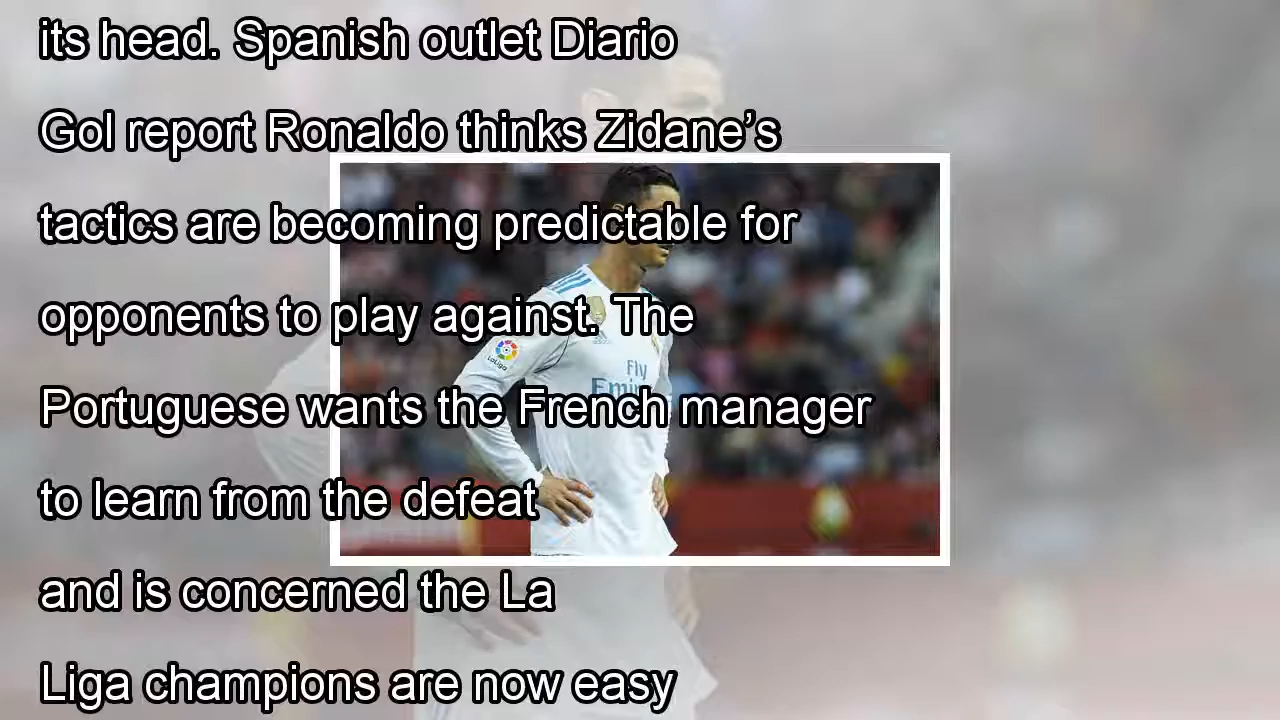 its head. Spanish outlet Diario
Gol report Ronaldo thinks Zidane’s
tactics are becoming predictable for
opponents to play against. The
Portuguese wants the French manager
to learn from the defeat
and is concerned the La
Liga champions are now easy
LaLiga
Fly